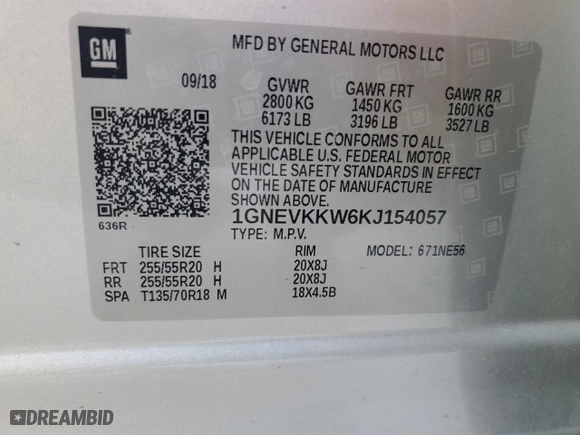 GM
MFD BY GENERAL MOTORS LLC
09/18 GVWR GAWR FRT GAWR RR
2800 KG 1450 KG 1600 KG
6173 LB 3196 LB 3527 LB
THIS VEHICLE CONFORMS TO ALL
APPLICABLE U.S. FEDERAL MOTOR
VEHICLE SAFETY STANDARDS IN EFFECT
ON THE DATE OF MANUFACTURE
SHOWN ABOVE.
636R
1GNEVKKW6KJ154057
TYPE: M.P.V. MODEL: 671NE56
TIRE SIZE RIM
FRT 255/55R20 H 20X8J
RR 255/55R20 H 20X8J
SPA T135/70R18 M 18X4.5B
DREAMBID